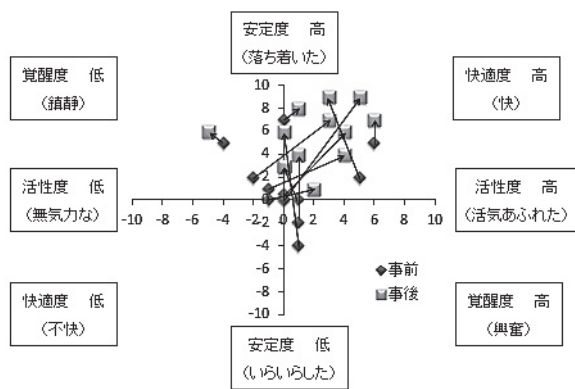 安定度 高
(落ち着いた)
覚醒度 低
(鎮静)
快適度 高
(快)
10
8
6
4
2
0
-2
-4
-6
-8
-10
-10 -8 -6 -4 -2 0 2 4 6 8 10
活性度 低
(無気力な)
活性度 高
(活気あふれた)
事前
事後
快適度 低
(不快)
覚醒度 高
(興奮)
安定度 低
(いらいらした)